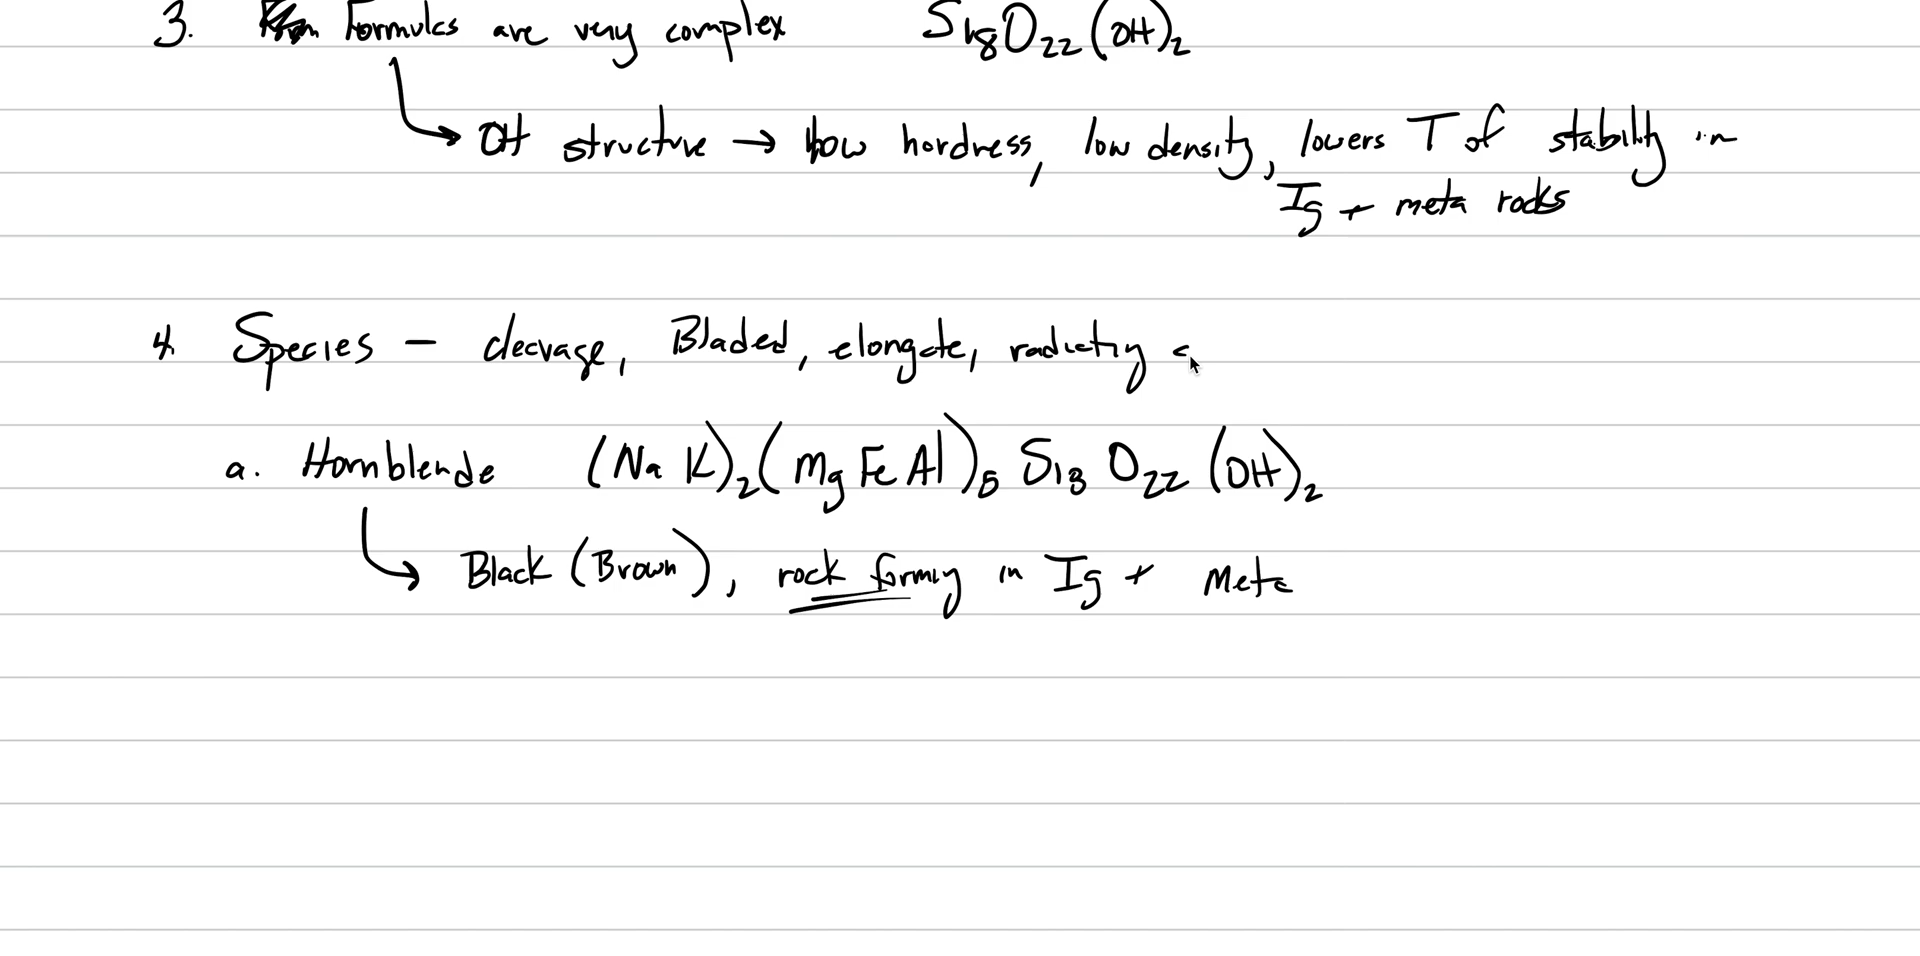 3. Formulas are very complex Si8O22(OH)2
OH structure → low hardness, low density, lowers T of stability in
Ig + meta rocks
4. Species – cleavage, Bladed, elongate, radiating
a. Hornblende (Na K)2(Mg Fe Al)5 Si8 O22 (OH)2
Black (Brown), rock forming in Ig + Meta